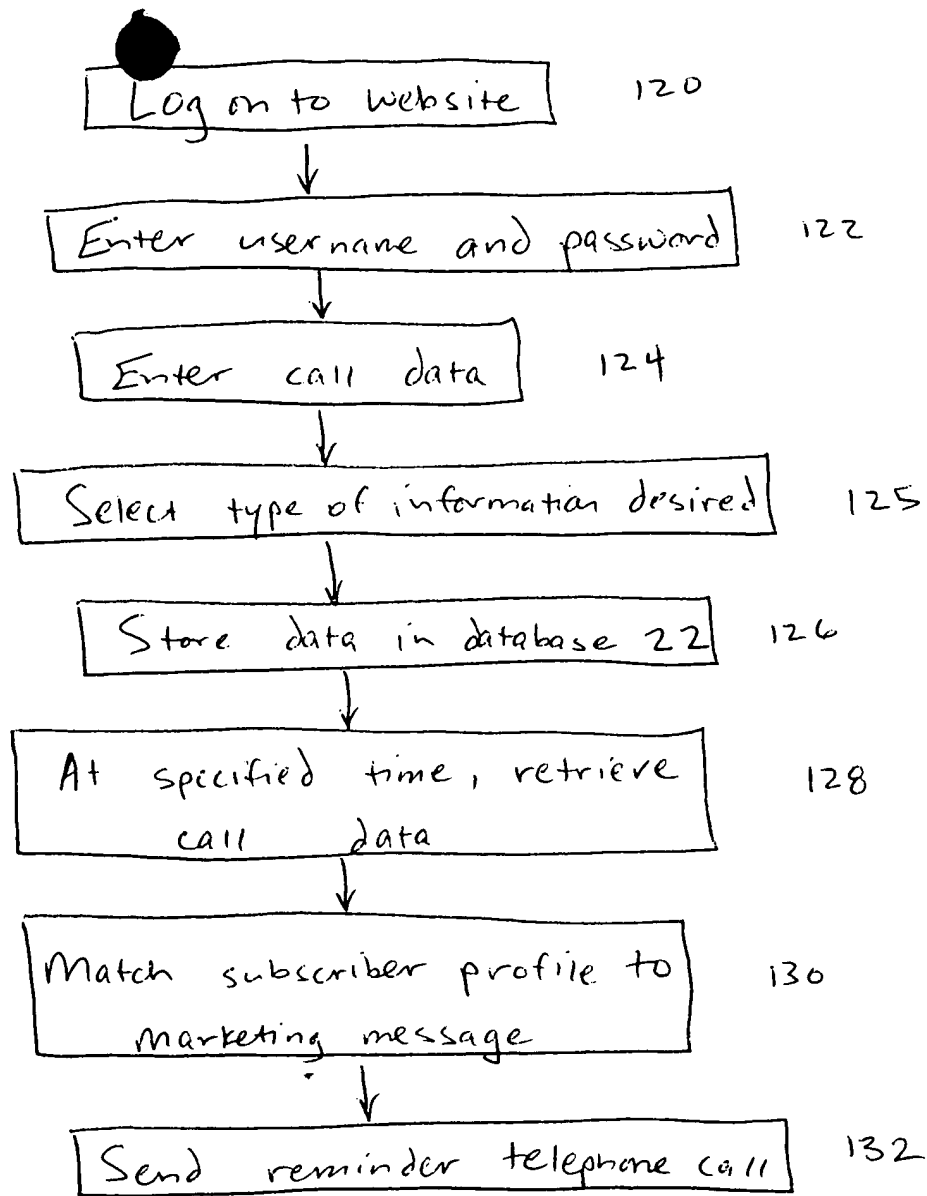 Log on to website 120
Enter username and password 122
Enter call data 124
Select type of information desired 125
Store data in database 22 126
At specified time, retrieve 128
call data
Match subscriber profile to 130
marketing message
Send reminder telephone call 132